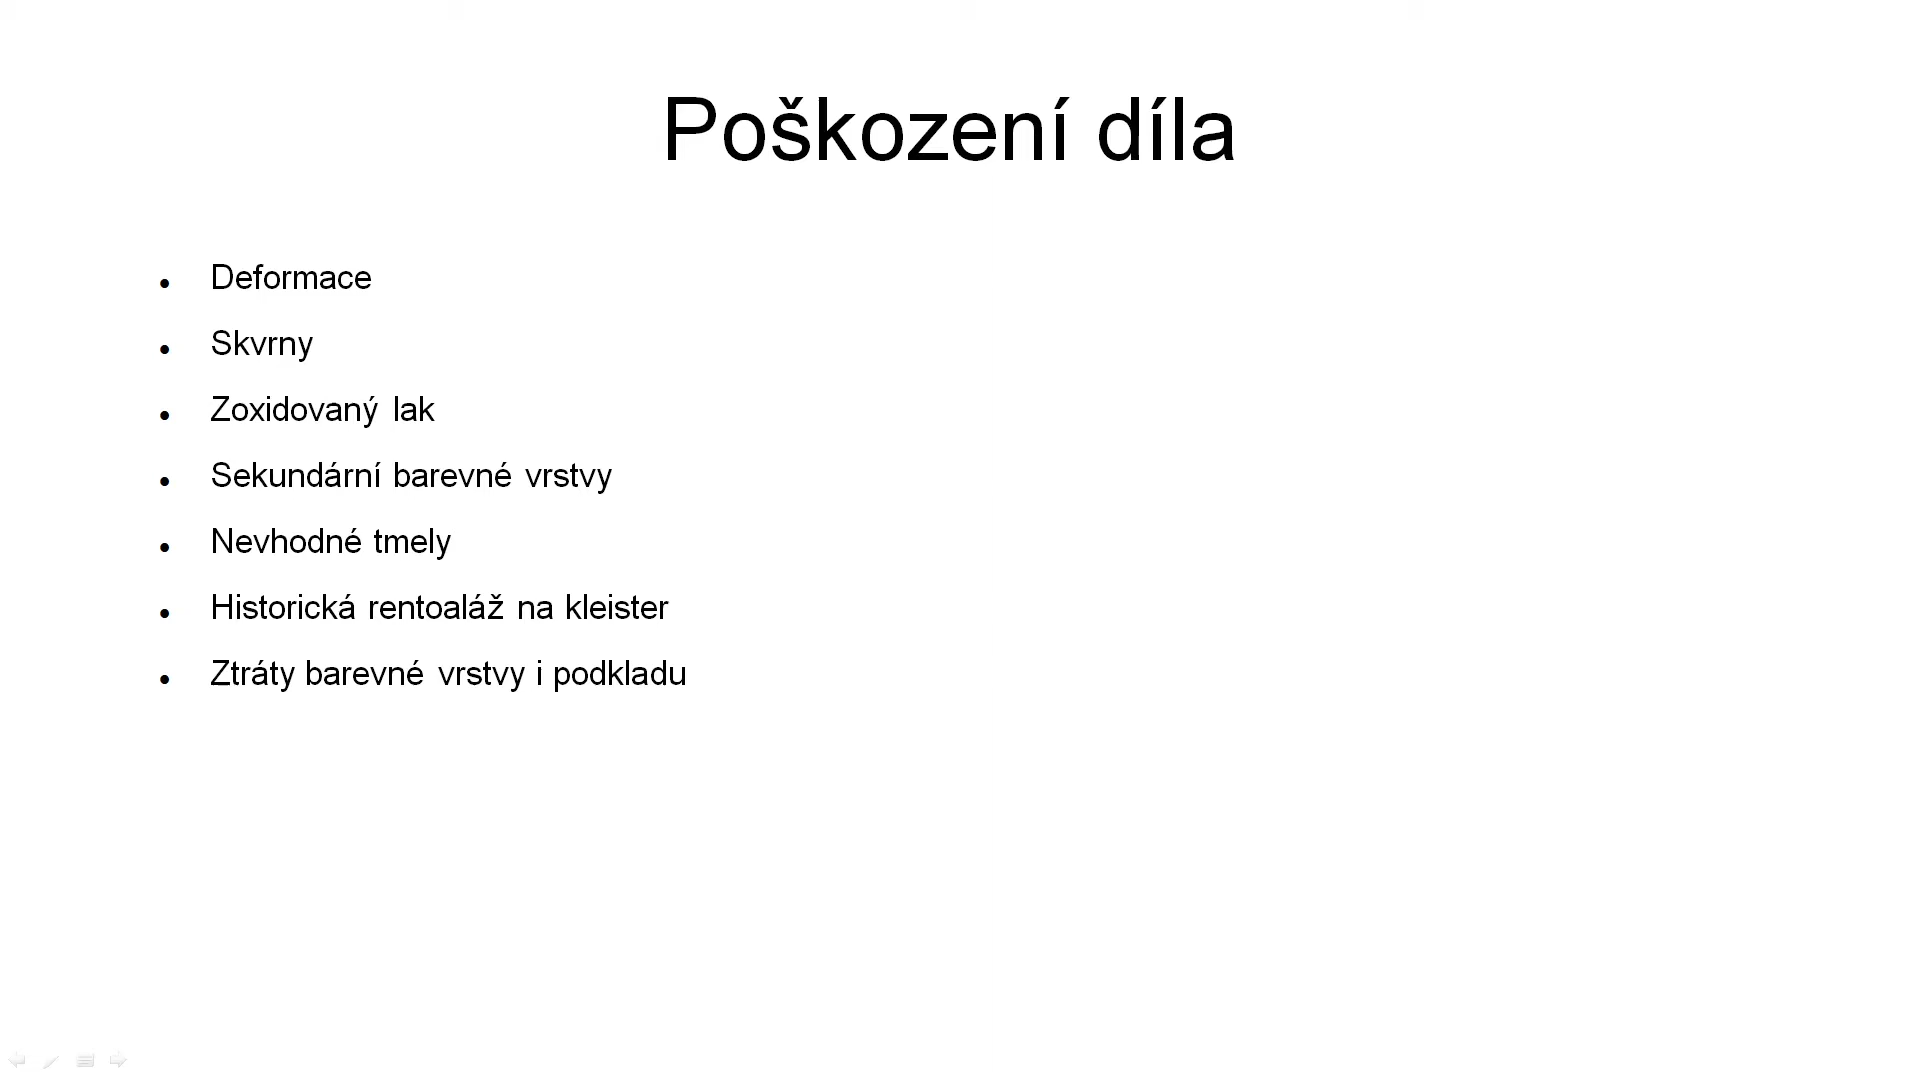 Poškození díla
Deformace
Skvrny
Zoxidovaný lak
Sekundární barevné vrstvy
Nevhodné tmely
Historická rentoaláž na kleister
Ztráty barevné vrstvy i podkladu